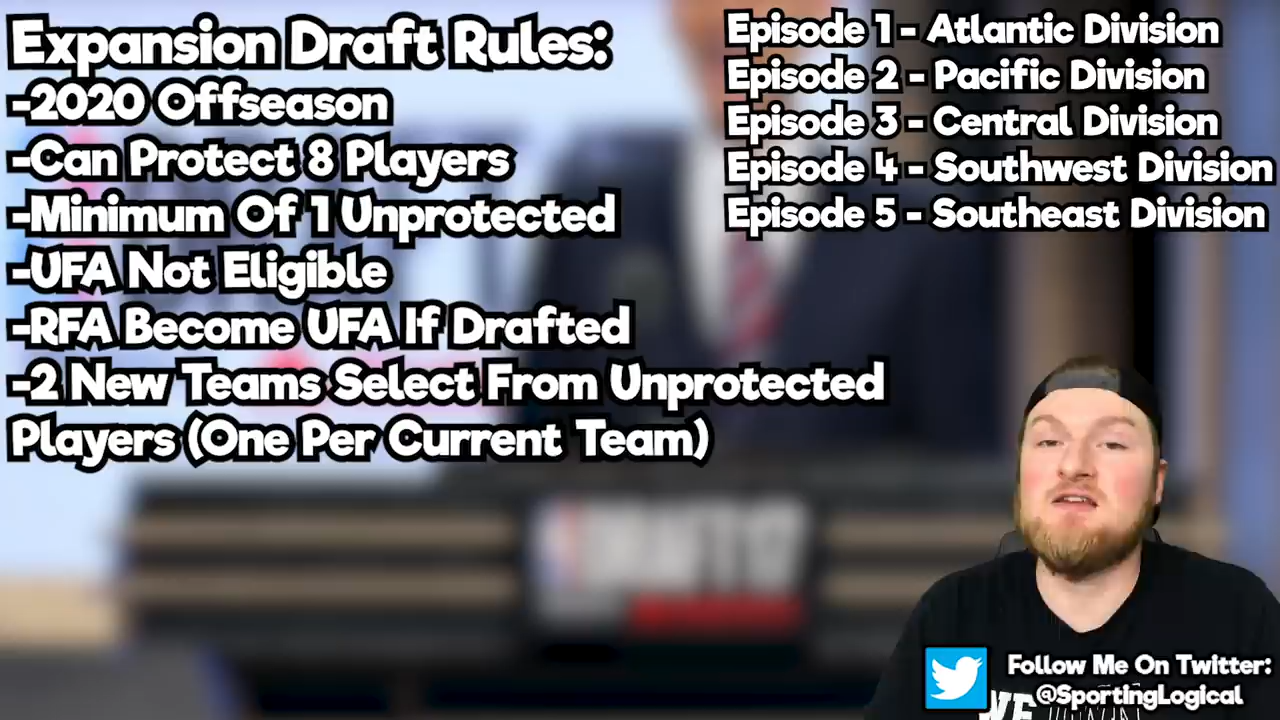 Expansion Draft Rules:
-2020 Offseason
-Can Protect 8 Players
-Minimum Of 1 Unprotected
-UFA Not Eligible
-RFA Become UFA If Drafted
-2 New Teams Select From Unprotected
Players (One Per Current Team)
Episode 1 - Atlantic Division
Episode 2 - Pacific Division
Episode 3 - Central Division
Episode 4 - Southwest Division
Episode 5 - Southeast Division
Follow Me On Twitter:
@SportingLogical